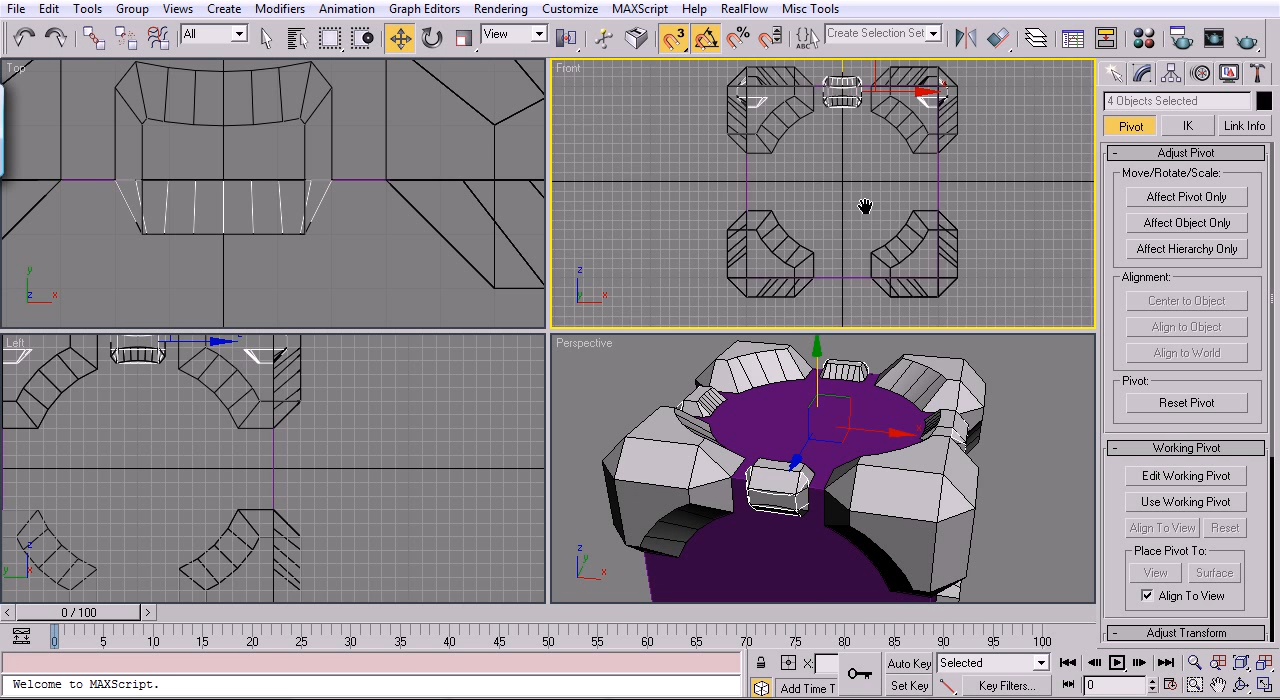 File Edit Tools Group Views Create Modifiers Animation Graph Editors Rendering Customize MAXScript Help RealFlow Misc Tools
All
View
3
Create Selection Set
Top
Front
4 Objects Selected
Pivot IK Link Info
- Adjust Pivot
Move/Rotate/Scale:
Affect Pivot Only
Affect Object Only
Affect Hierarchy Only
Alignment:
Center to Object
Align to Object
Align to World
Pivot:
Reset Pivot
y
z x
z
y x
Left
Perspective
- Working Pivot
Edit Working Pivot
Use Working Pivot
Align To View Reset
Place Pivot To:
View Surface
Align To View
z
y x
z
y
x
- Adjust Transform
< 0 / 100 >
0 5 10 15 20 25 30 35 40 45 50 55 60 65 70 75 80 85 90 95 100
X:
Auto Key Selected
Welcome to MAXScript.
Add Time T
Set Key Key Filters...
0